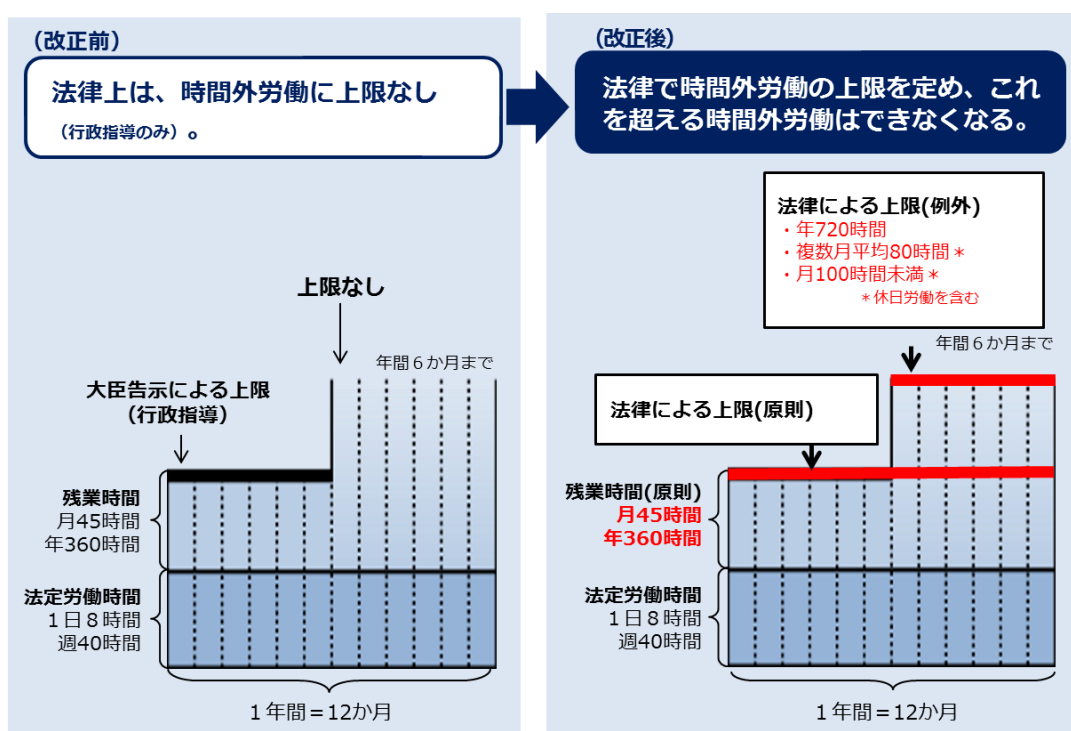 （改正前）
法律上は、時間外労働に上限なし
（行政指導のみ）。
上限なし
年間６か月まで
大臣告示による上限
（行政指導）
残業時間
月45時間
年360時間
法定労働時間
１日８時間
週40時間
１年間＝12か月
（改正後）
法律で時間外労働の上限を定め、これ
を超える時間外労働はできなくなる。
法律による上限(例外)
・年720時間
・複数月平均80時間＊
・月100時間未満＊
＊休日労働を含む
年間６か月まで
法律による上限(原則)
残業時間(原則)
月45時間
年360時間
法定労働時間
１日８時間
週40時間
１年間＝12か月